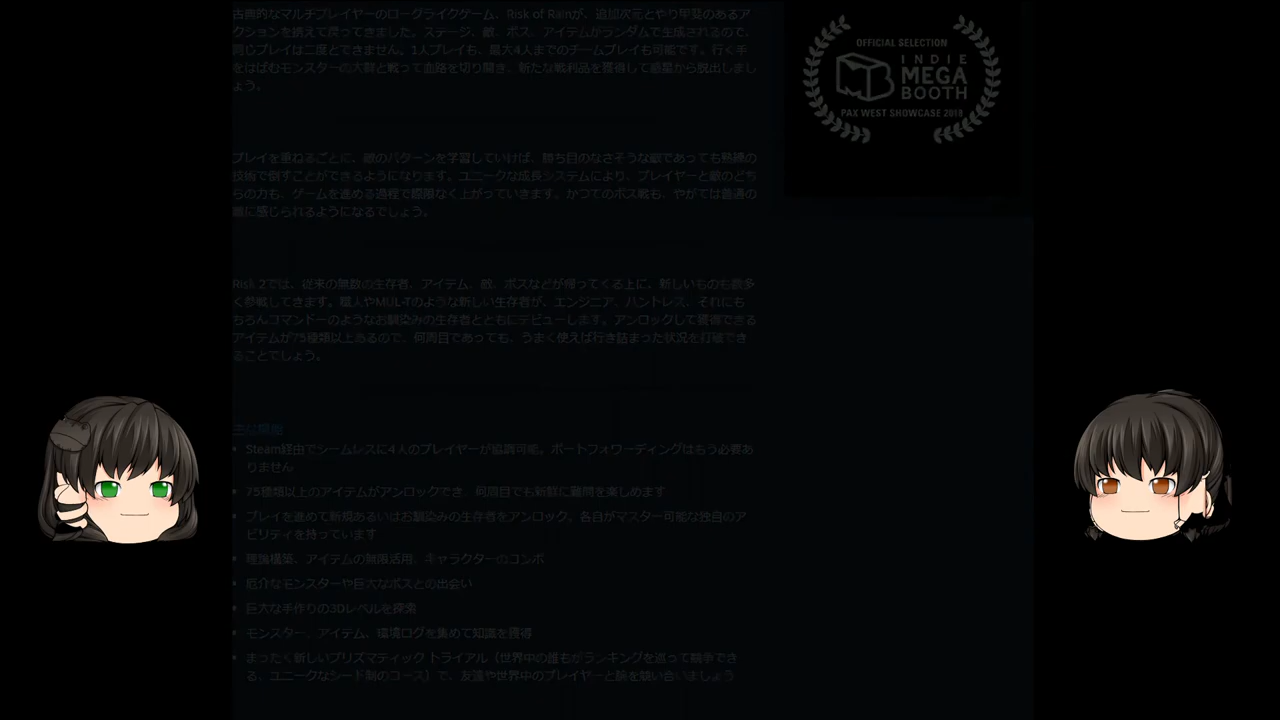 古典的なマルチプレイヤーのローグライクゲーム、Risk of Rainが、追加次元とやり甲斐のあるア
クションを携えて戻ってきました。ステージ、敵、ボス、アイテムがランダムで生成されるので、
同じプレイは二度とできません。1人プレイも、最大4人までのチームプレイも可能です。行く手
をはばむモンスターの大群と戦って血路を切り開き、新たな戦利品を獲得して惑星から脱出しまし
ょう。
プレイを重ねるごとに、敵のパターンを学習していけば、勝ち目のなさそうな敵であっても熟練の
技術で倒すことができるようになります。ユニークな成長システムにより、プレイヤーと敵のどち
らの力も、ゲームを進める過程で際限なく上がっていきます。かつてのボス戦も、やがては普通の
敵に感じられるようになるでしょう。
Risk 2では、従来の無数の生存者、アイテム、敵、ボスなどが帰ってくる上に、新しいものも数多
く参戦してきます。職人やMUL-Tのような新しい生存者が、エンジニア、ハントレス、それにも
ちろんコマンドーのようなお馴染みの生存者とともにデビューします。アンロックして獲得できる
アイテムが75種類以上あるので、何周目であっても、うまく使えば行き詰まった状況を打破でき
ることでしょう。
主な機能
Steam経由でシームレスに4人のプレイヤーが協調可能。ポートフォワーディングはもう必要あ
りません
75種類以上のアイテムがアンロックでき、何周目でも新鮮に難問を楽しめます
プレイを進めて新規あるいはお馴染みの生存者をアンロック、各自がマスター可能な独自のア
ビリティを持っています
理論構築、アイテムの無限活用、キャラクターのコンボ
厄介なモンスターや巨大なボスとの出会い
巨大な手作りの3Dレベルを探索
モンスター、アイテム、環境ログを集めて知識を獲得
まったく新しいプリズマティック トライアル（世界中の誰もがランキングを巡って競争でき
る、ユニークなシード制のコース）で、友達や世界中のプレイヤーと腕を競い合いましょう
OFFICIAL SELECTION
INDIE
MEGA
BOOTH
PAX WEST SHOWCASE 2018